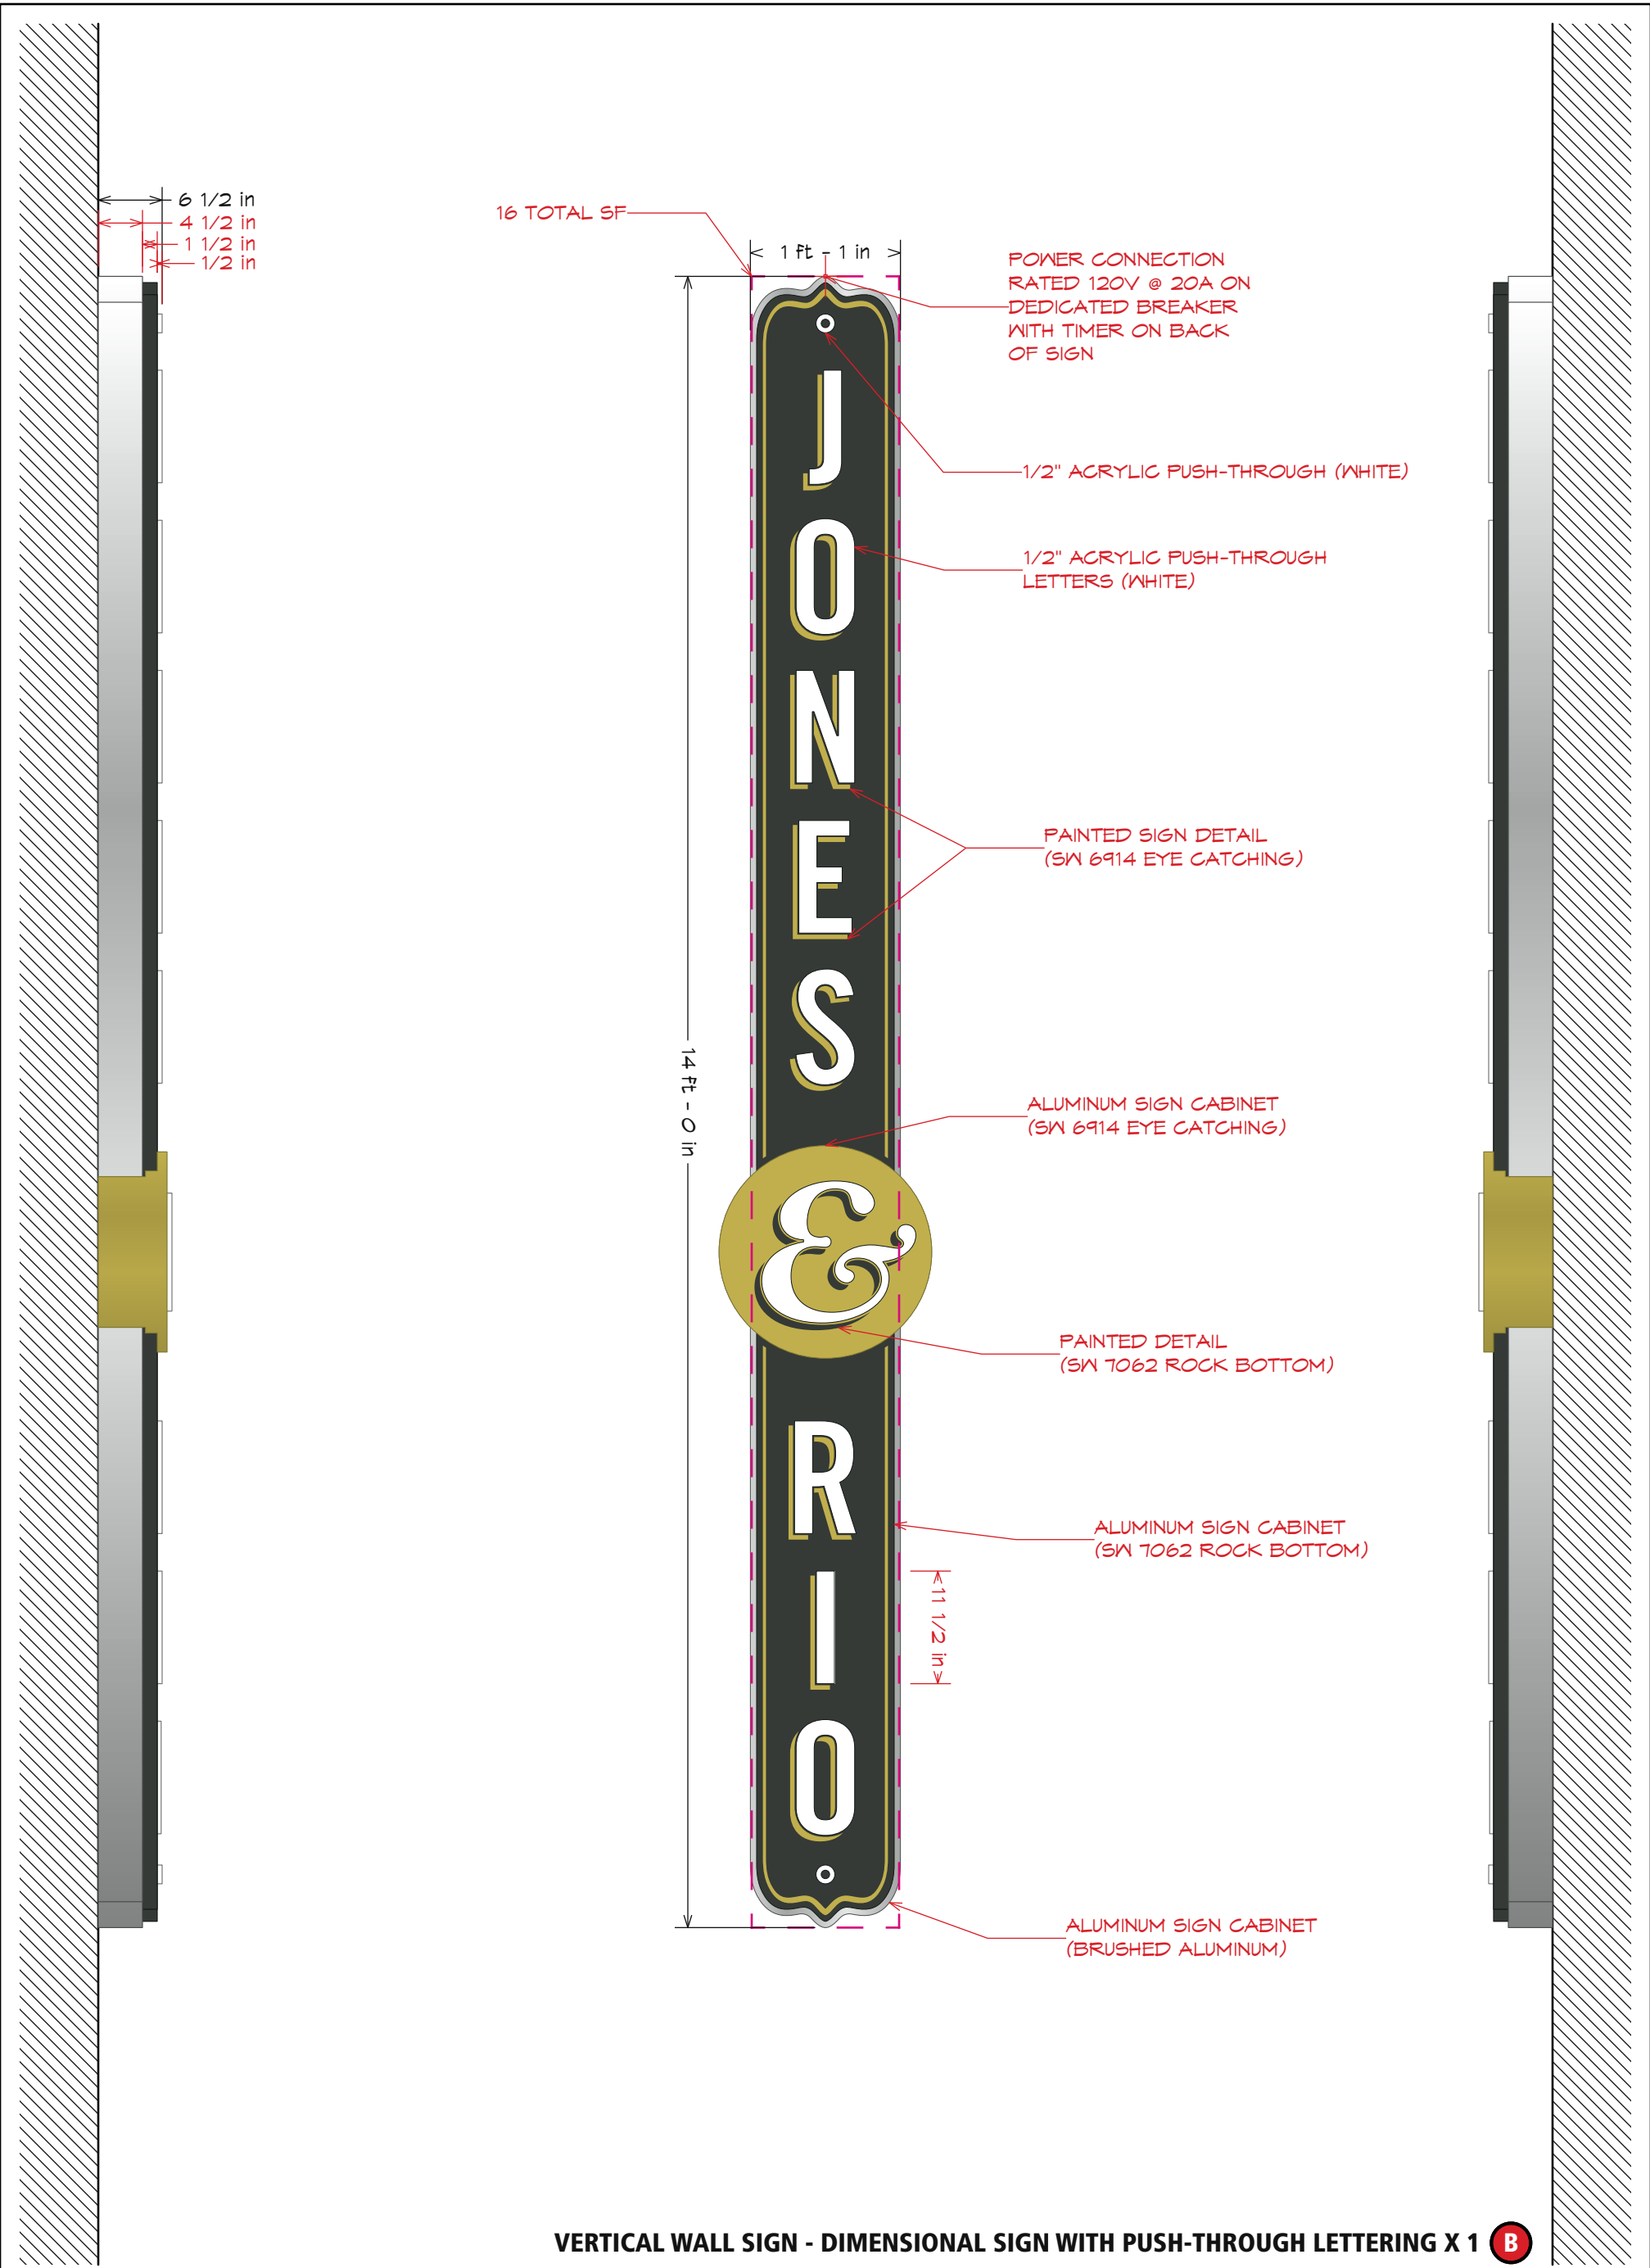 6 1/2 in
4 1/2 in
1 1/2 in
1/2 in
16 TOTAL SF
1 ft - 1 in
POWER CONNECTION
RATED 120V @ 20A ON
DEDICATED BREAKER
WITH TIMER ON BACK
OF SIGN
1/2" ACRYLIC PUSH-THROUGH (WHITE)
1/2" ACRYLIC PUSH-THROUGH
LETTERS (WHITE)
PAINTED SIGN DETAIL
(SW 6914 EYE CATCHING)
14 ft - 0 in
ALUMINUM SIGN CABINET
(SW 6914 EYE CATCHING)
PAINTED DETAIL
(SW 7062 ROCK BOTTOM)
ALUMINUM SIGN CABINET
(SW 7062 ROCK BOTTOM)
11 1/2 in
ALUMINUM SIGN CABINET
(BRUSHED ALUMINUM)
JONES
&
RIO
VERTICAL WALL SIGN - DIMENSIONAL SIGN WITH PUSH-THROUGH LETTERING X 1 B